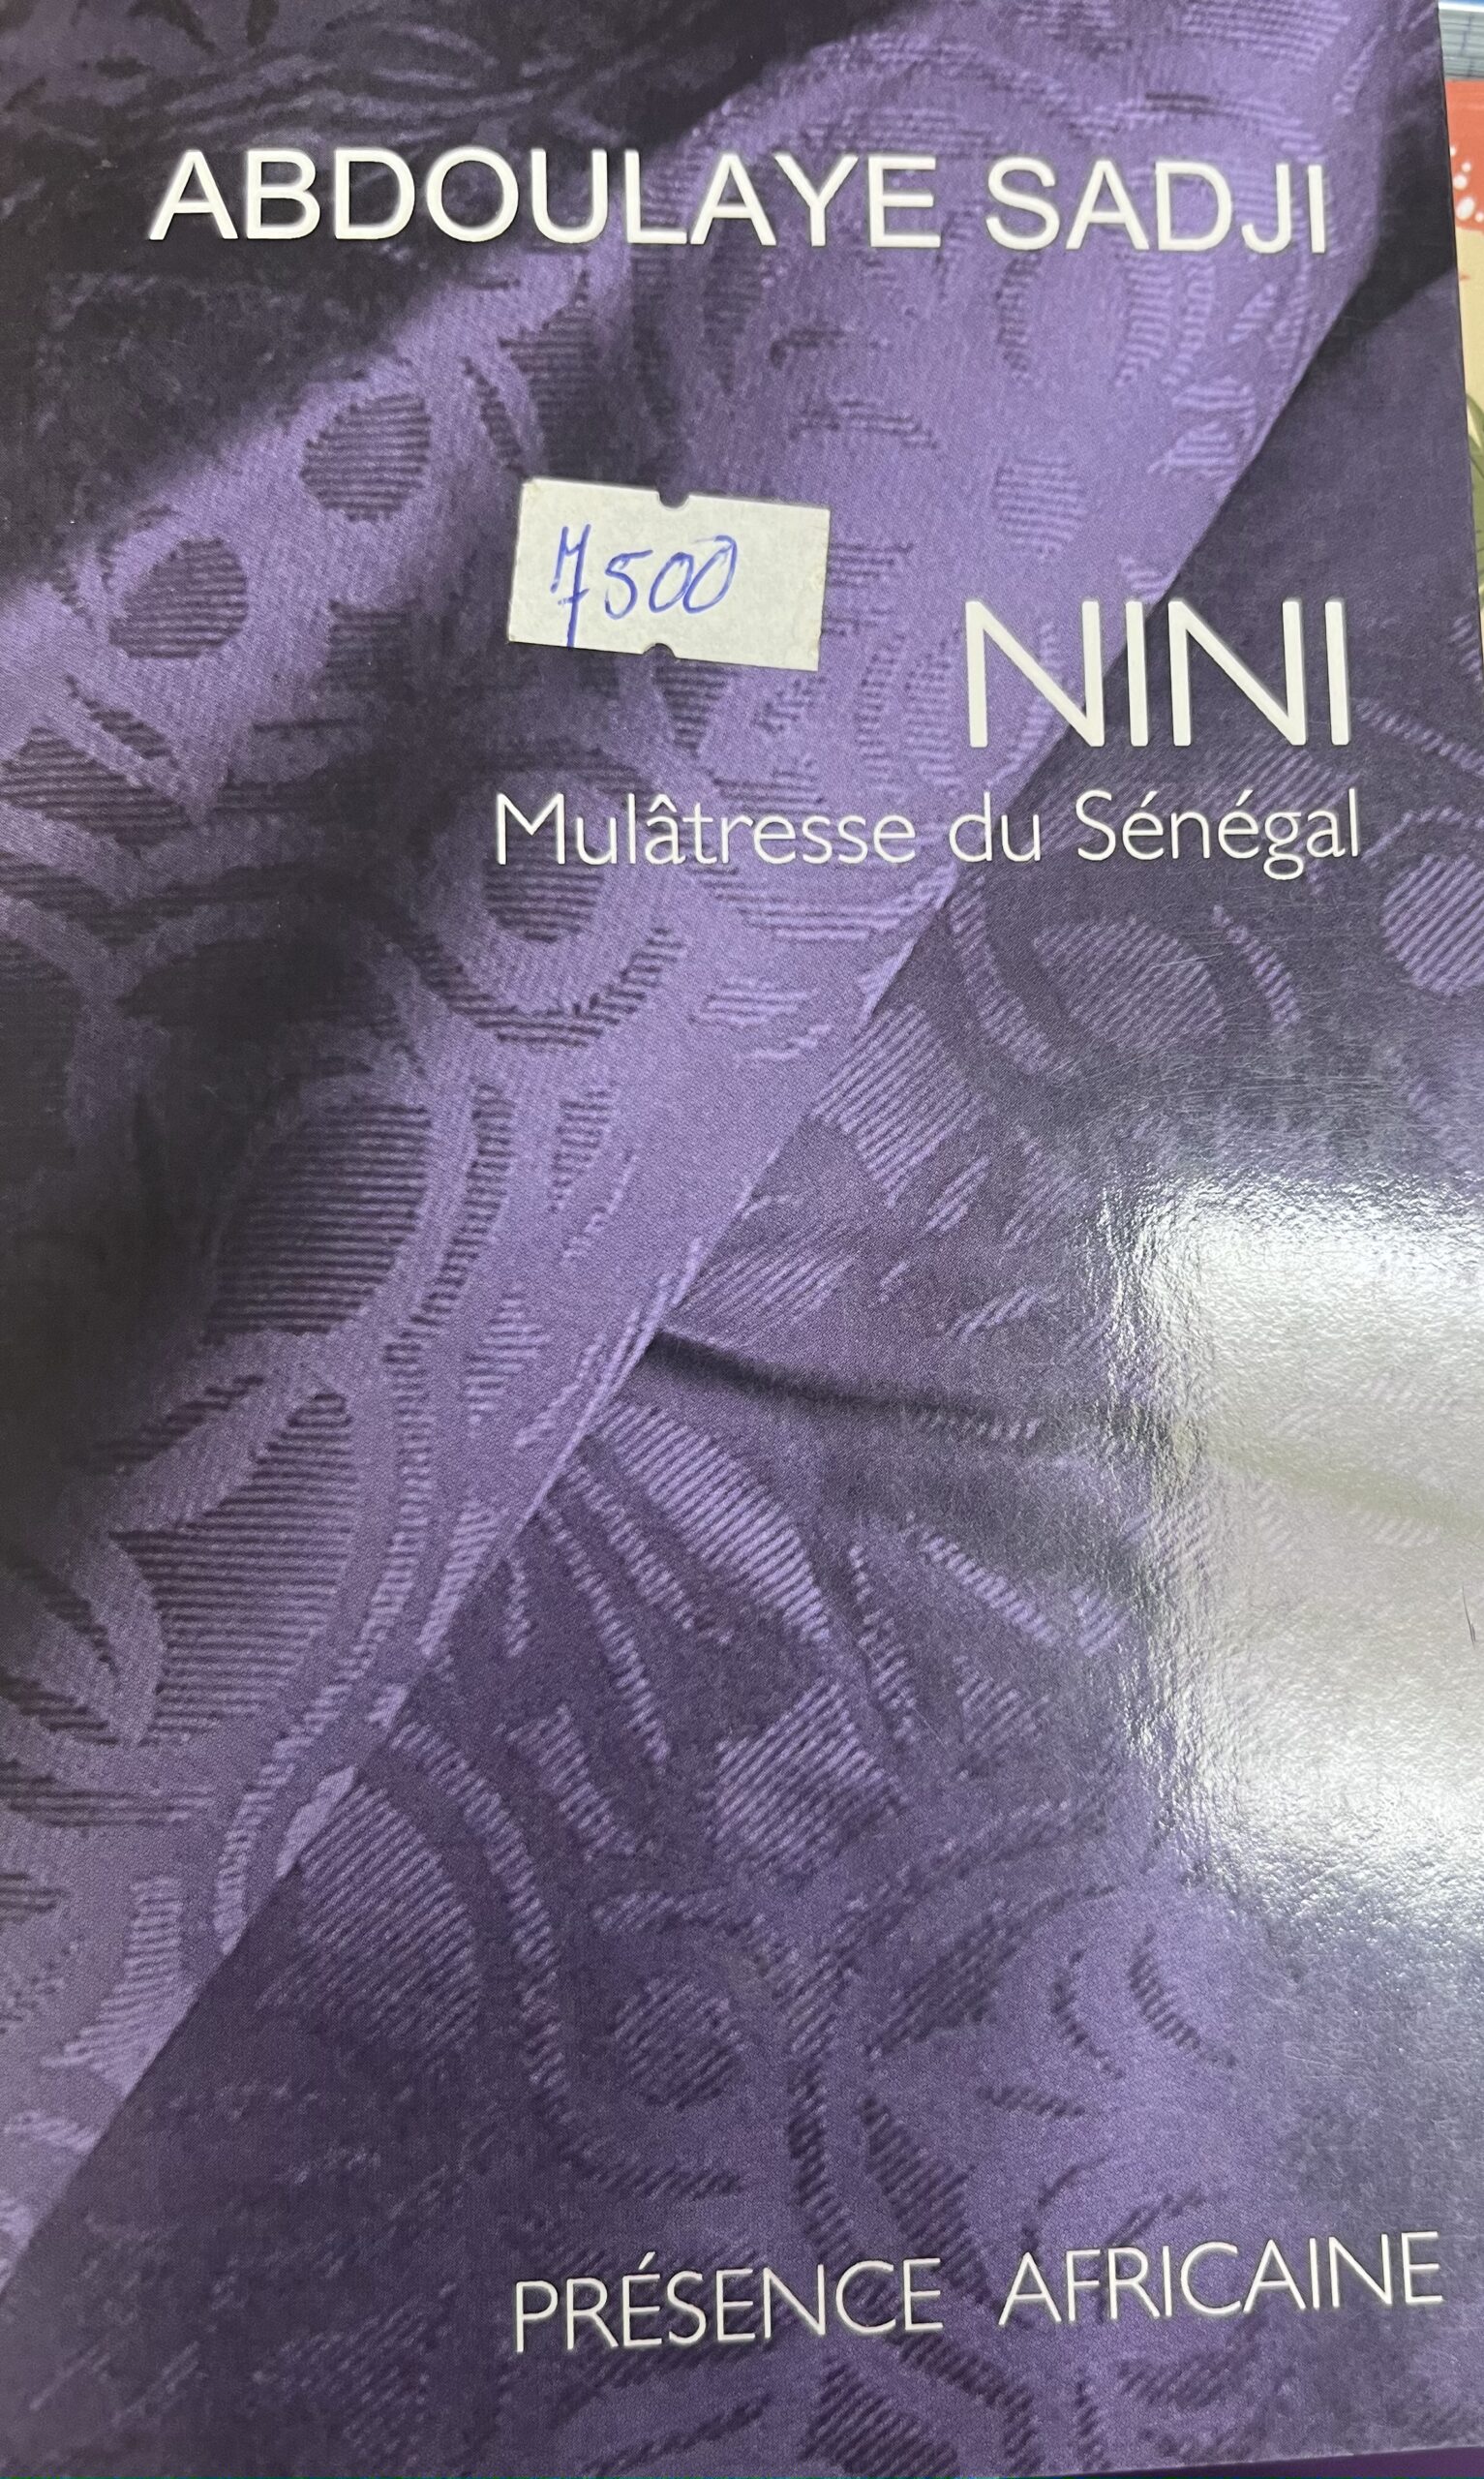 ABDOULAYE SADJI
7500
NINI
Mulâtresse du Sénégal
PRÉSENCE AFRICAINE